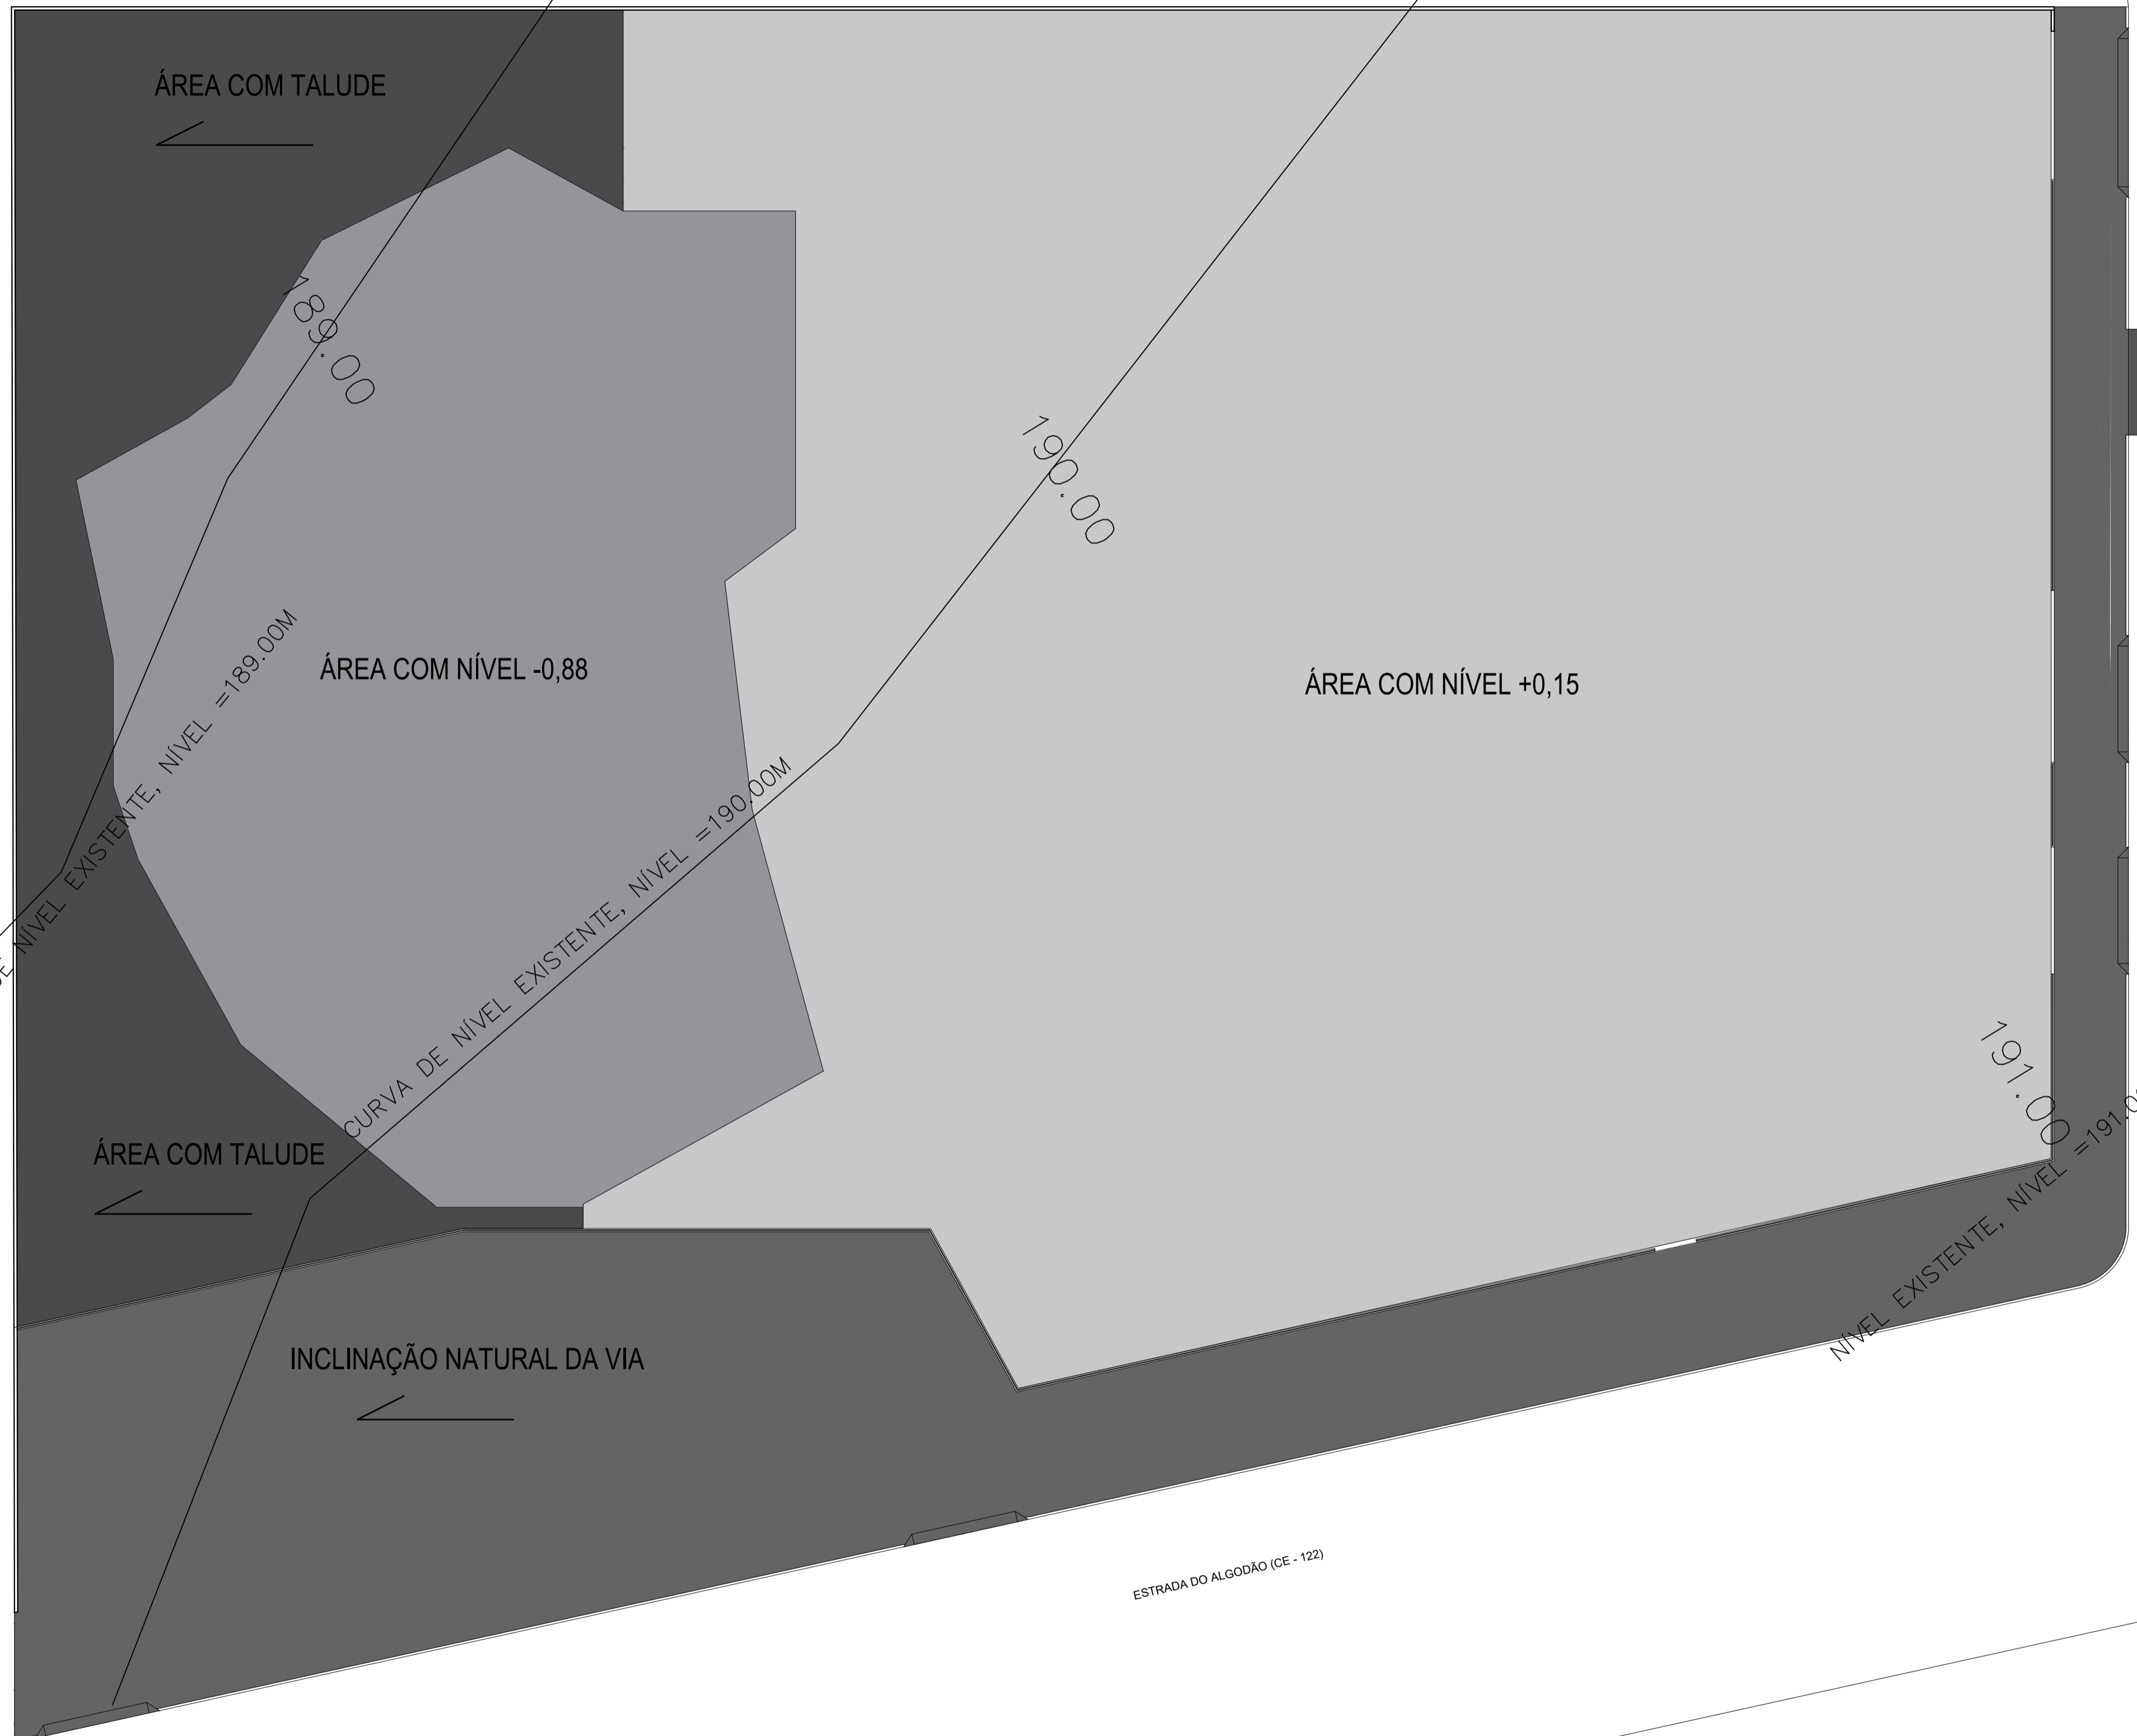 ÁREA COM TALUDE
189.00
190.00
NÍVEL EXISTENTE, NÍVEL =189.00M
ÁREA COM NÍVEL -0,88
ÁREA COM NÍVEL +0,15
CURVA DE NÍVEL EXISTENTE, NÍVEL =190.00M
191.00
NÍVEL EXISTENTE, NÍVEL =191.0
ÁREA COM TALUDE
INCLINAÇÃO NATURAL DA VIA
ESTRADA DO ALGODÃO (CE - 122)